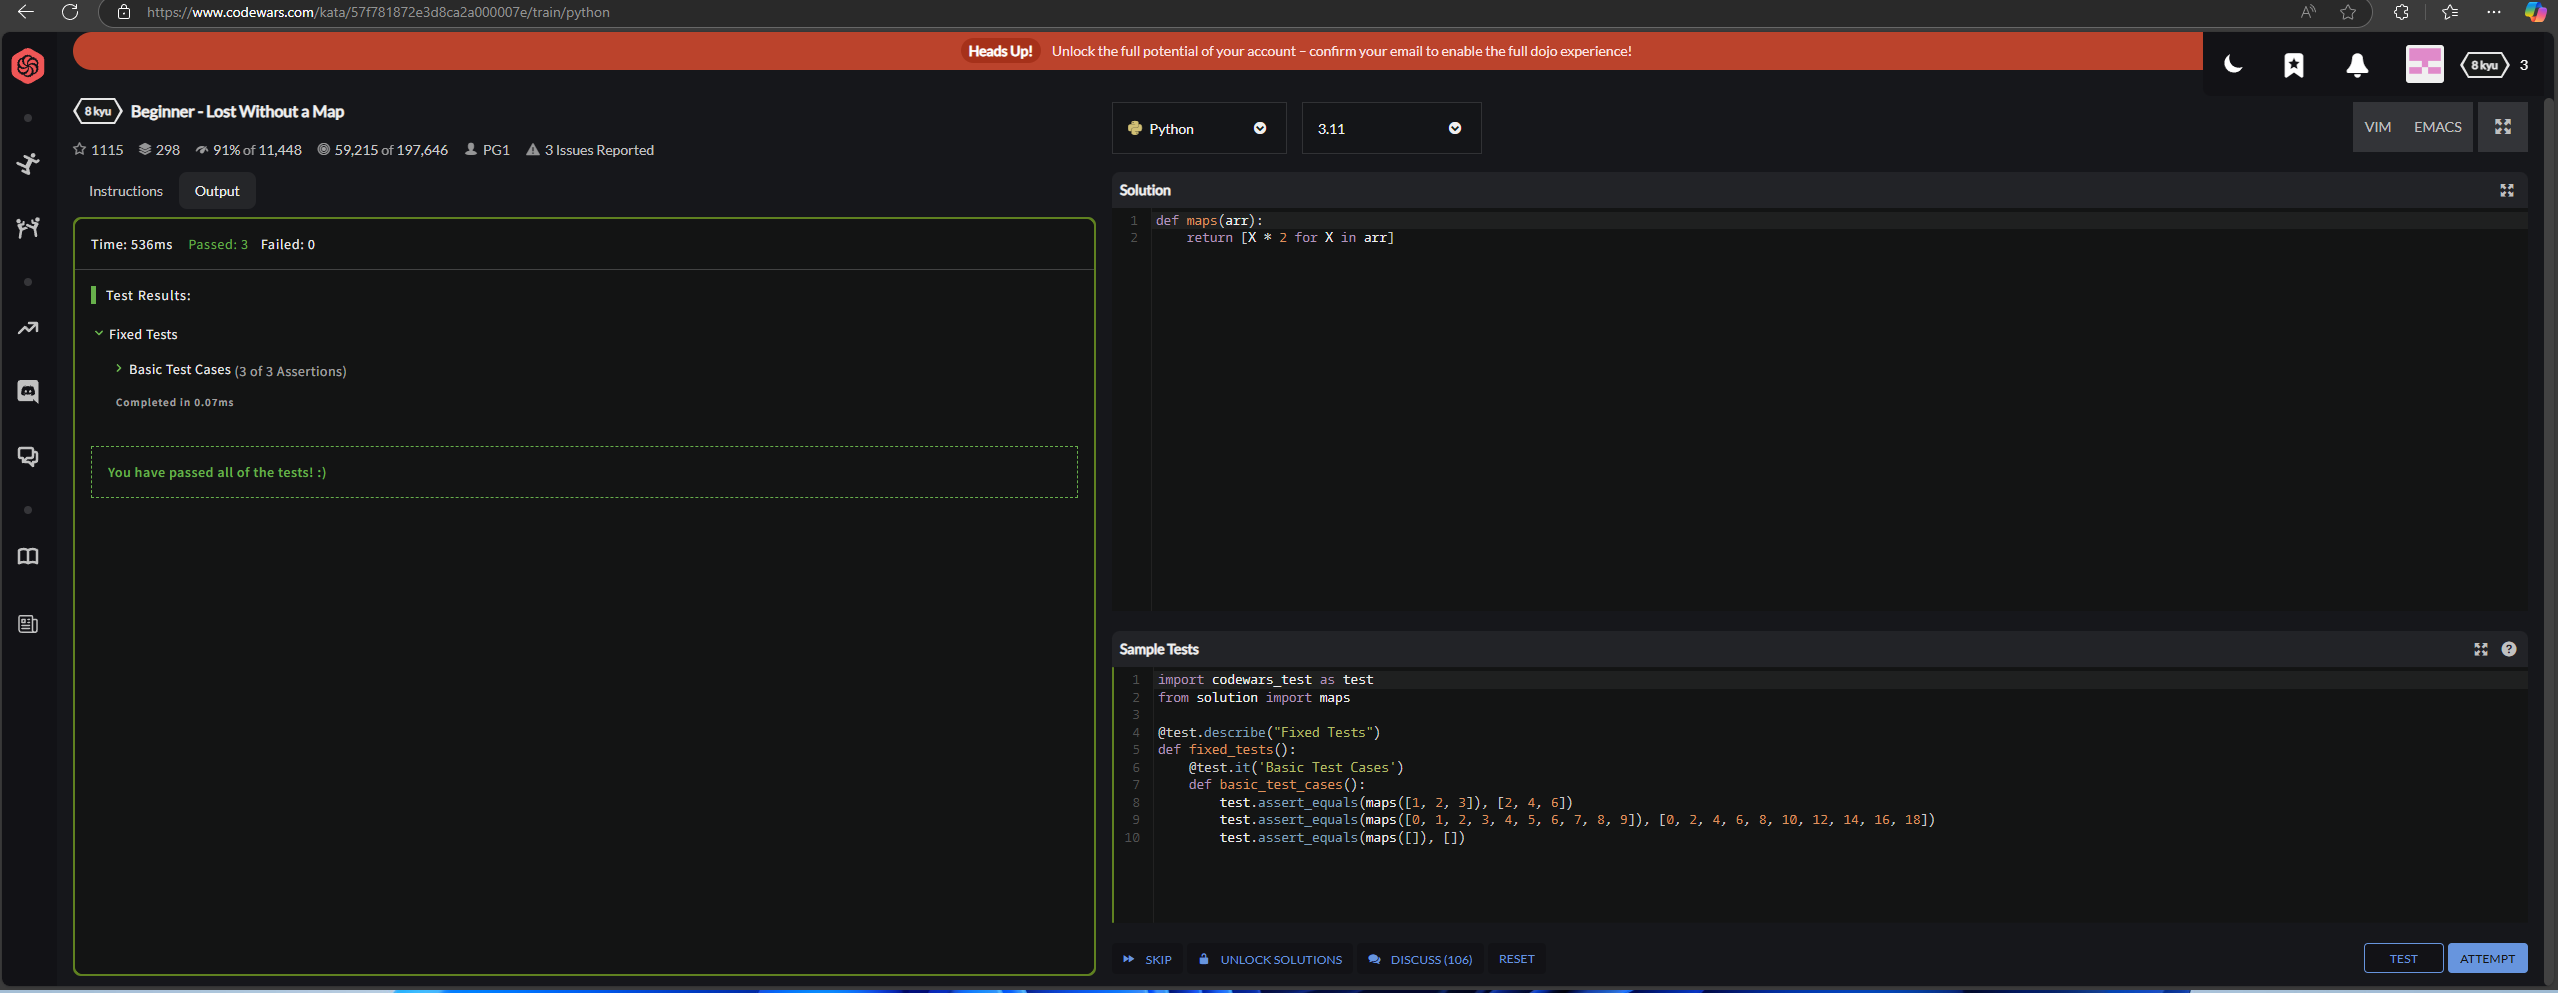 https://www.codewars.com/kata/57f781872e3d8ca2a000007e/train/python
Heads Up! Unlock the full potential of your account – confirm your email to enable the full dojo experience!
8 kyu 3
8 kyu Beginner - Lost Without a Map
1115 298 91% of 11,448 59,215 of 197,646 PG1 3 Issues Reported
Instructions Output
Time: 536ms Passed: 3 Failed: 0
Test Results:
Fixed Tests
Basic Test Cases (3 of 3 Assertions)
Completed in 0.07ms
You have passed all of the tests! :)
Python 3.11 VIM EMACS
Solution
1 def maps(arr):
2     return [X * 2 for X in arr]
Sample Tests
1 import codewars_test as test
2 from solution import maps
3
4 @test.describe("Fixed Tests")
5 def fixed_tests():
6     @test.it('Basic Test Cases')
7     def basic_test_cases():
8         test.assert_equals(maps([1, 2, 3]), [2, 4, 6])
9         test.assert_equals(maps([0, 1, 2, 3, 4, 5, 6, 7, 8, 9]), [0, 2, 4, 6, 8, 10, 12, 14, 16, 18])
10         test.assert_equals(maps([]), [])
SKIP UNLOCK SOLUTIONS DISCUSS (106) RESET TEST ATTEMPT